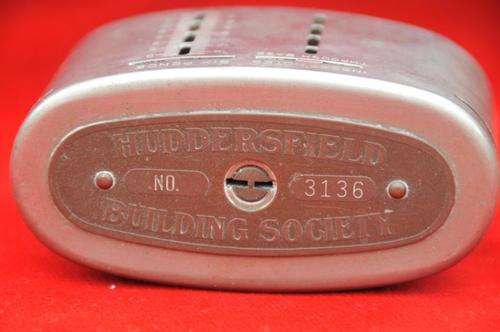 HUDDERSFIELD
NO. 3136
BUILDING SOCIETY